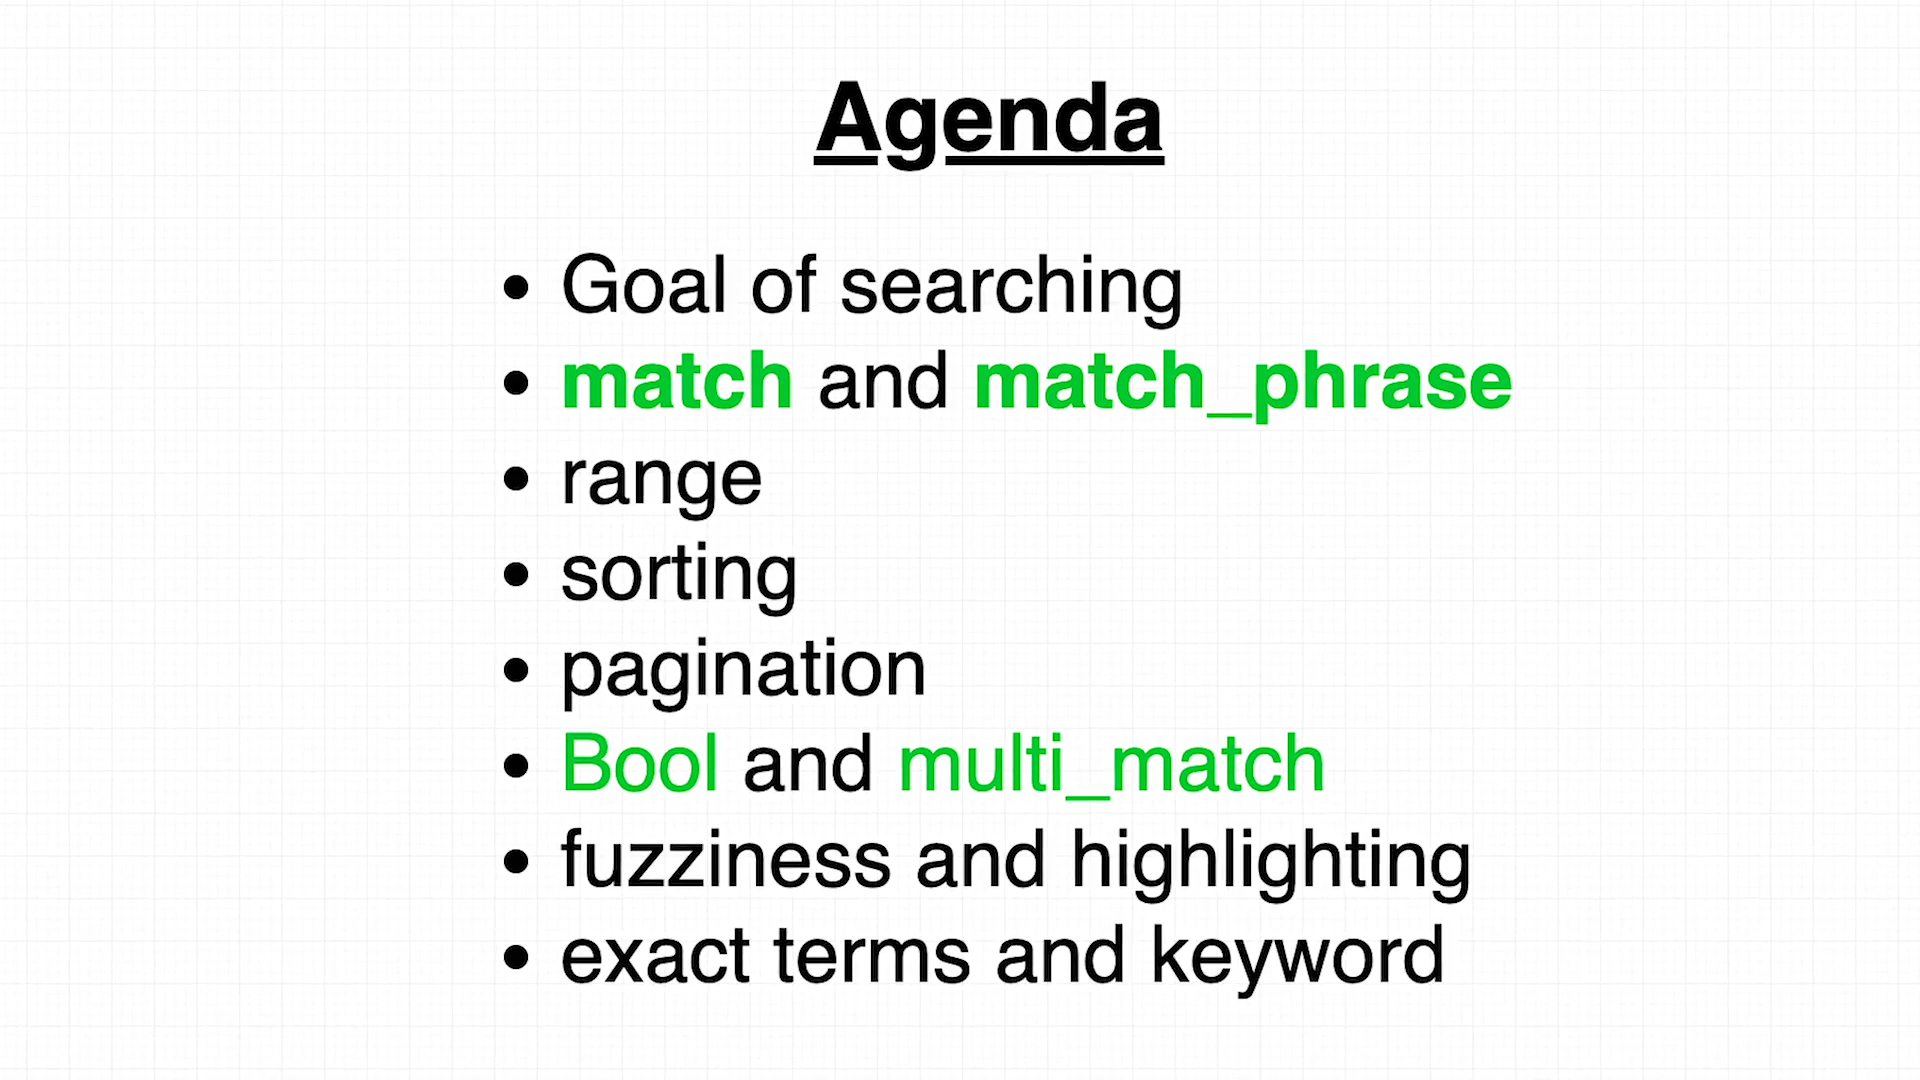 Agenda
• Goal of searching
• match and match_phrase
• range
• sorting
• pagination
• Bool and multi_match
• fuzziness and highlighting
• exact terms and keyword